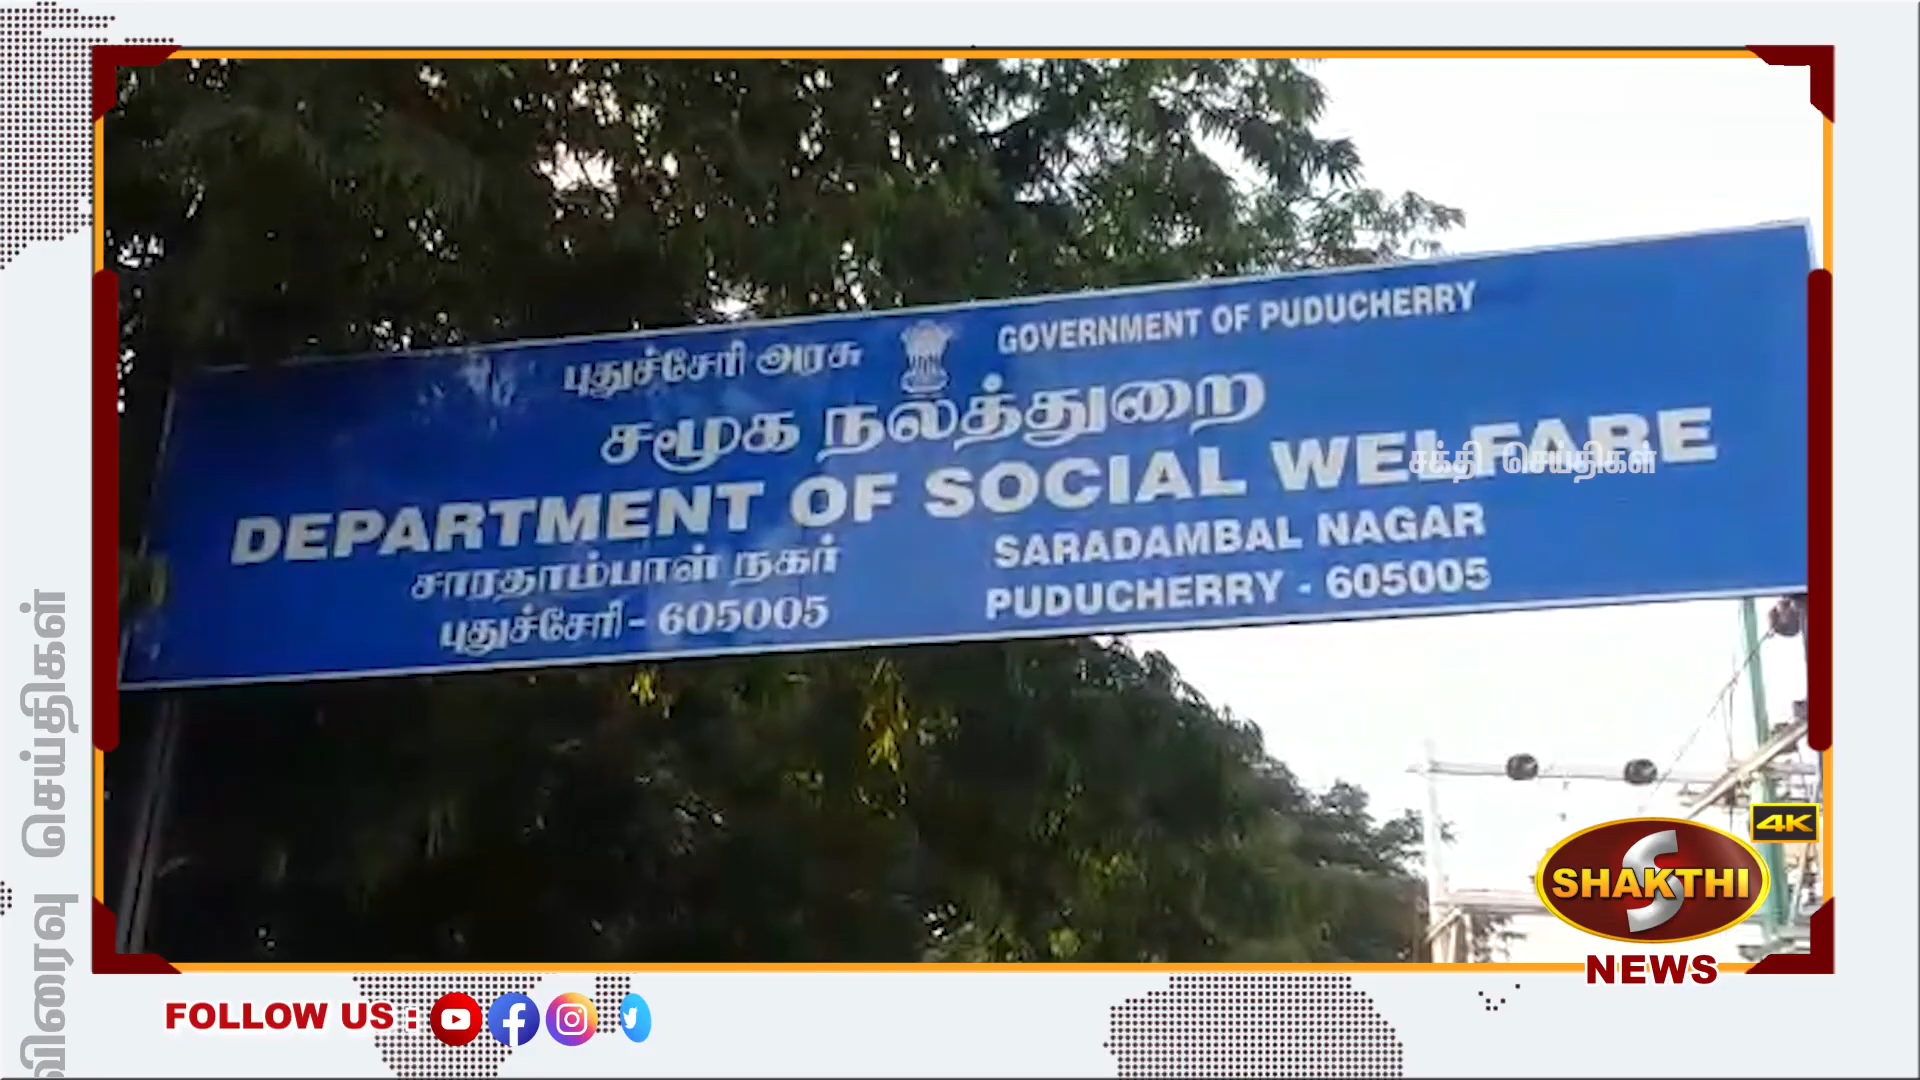 புதுச்சேரி அரசு GOVERNMENT OF PUDUCHERRY
சமூக நலத்துறை
DEPARTMENT OF SOCIAL WELFARE
சாரதாம்பாள் நகர்
புதுச்சேரி - 605005
SARADAMBAL NAGAR
PUDUCHERRY - 605005
சக்தி செய்திகள்
விரைவு செய்திகள்
4K
SHAKTHI
NEWS
FOLLOW US :